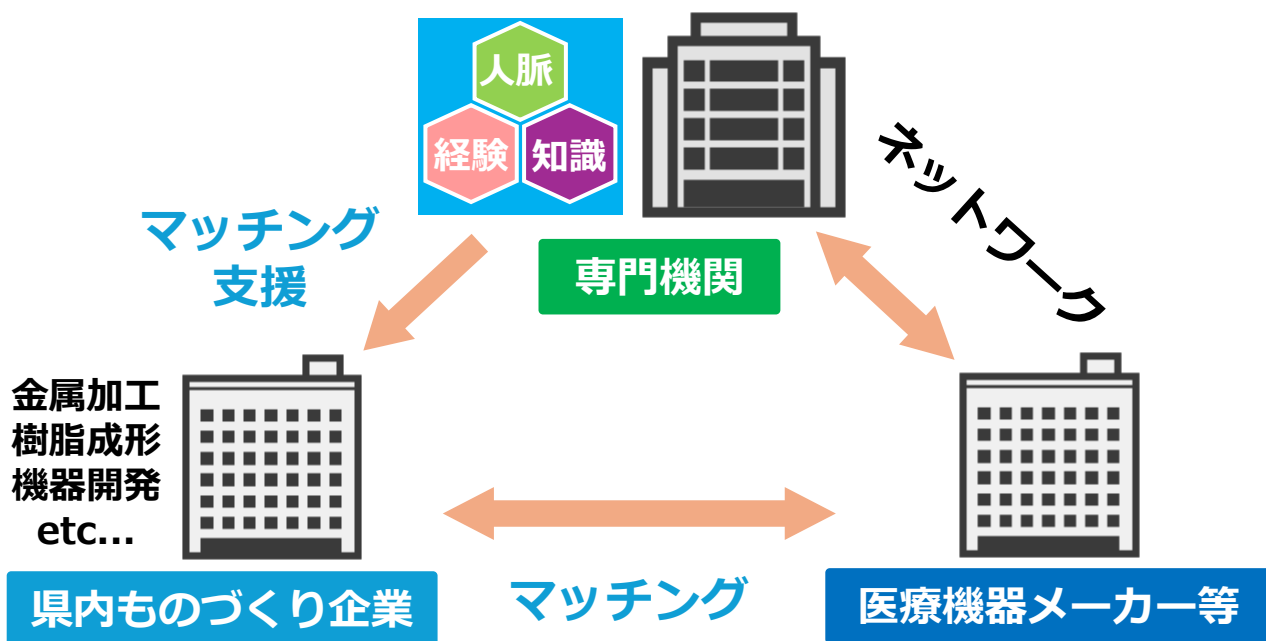 人脈
経験
知識
ネットワーク
マッチング
支援
専門機関
金属加工
樹脂成形
機器開発
etc...
県内ものづくり企業
マッチング
医療機器メーカー等